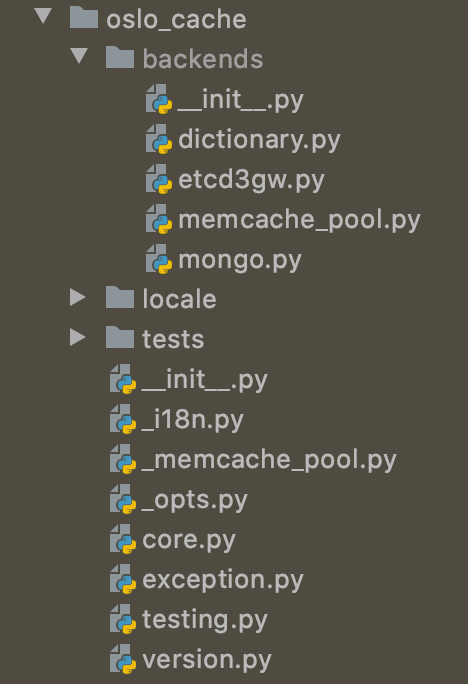 oslo_cache
backends
__init__.py
dictionary.py
etcd3gw.py
memcache_pool.py
mongo.py
locale
tests
__init__.py
_i18n.py
_memcache_pool.py
_opts.py
core.py
exception.py
testing.py
version.py